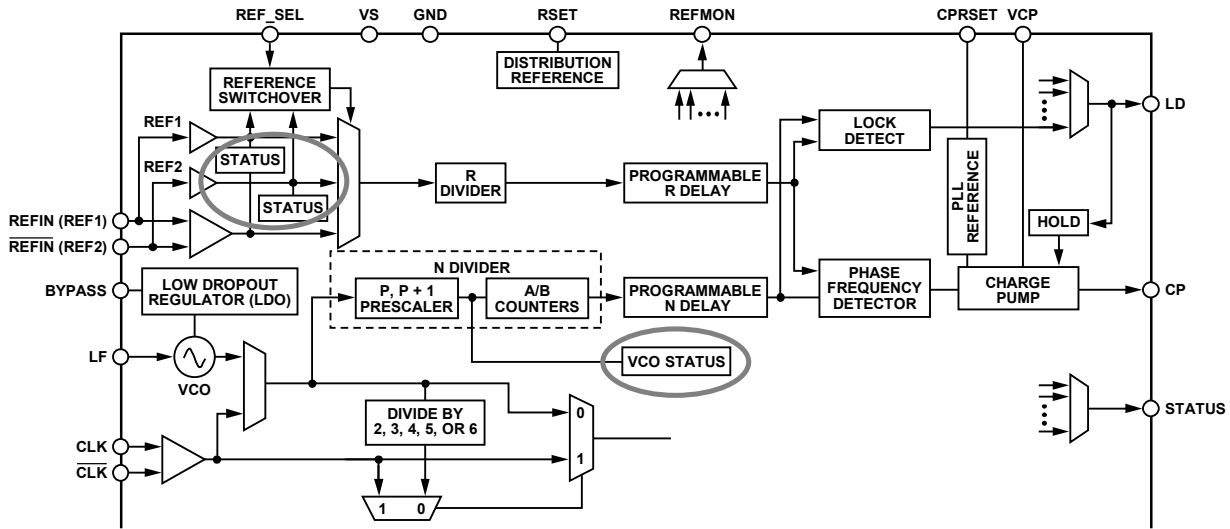 REF_SEL
VS
GND
RSET
REFMON
CPRSET
VCP
DISTRIBUTION
REFERENCE
REFERENCE
SWITCHOVER
REF1
STATUS
REF2
STATUS
R
DIVIDER
PROGRAMMABLE
R DELAY
LOCK
DETECT
LD
PLL
REFERENCE
HOLD
REFIN (REF1)
REFIN (REF2)
BYPASS
LOW DROPOUT
REGULATOR (LDO)
N DIVIDER
P, P + 1
PRESCALER
A/B
COUNTERS
PROGRAMMABLE
N DELAY
PHASE
FREQUENCY
DETECTOR
CHARGE
PUMP
CP
LF
VCO
VCO STATUS
DIVIDE BY
2, 3, 4, 5, OR 6
0
1
STATUS
CLK
CLK
1 0